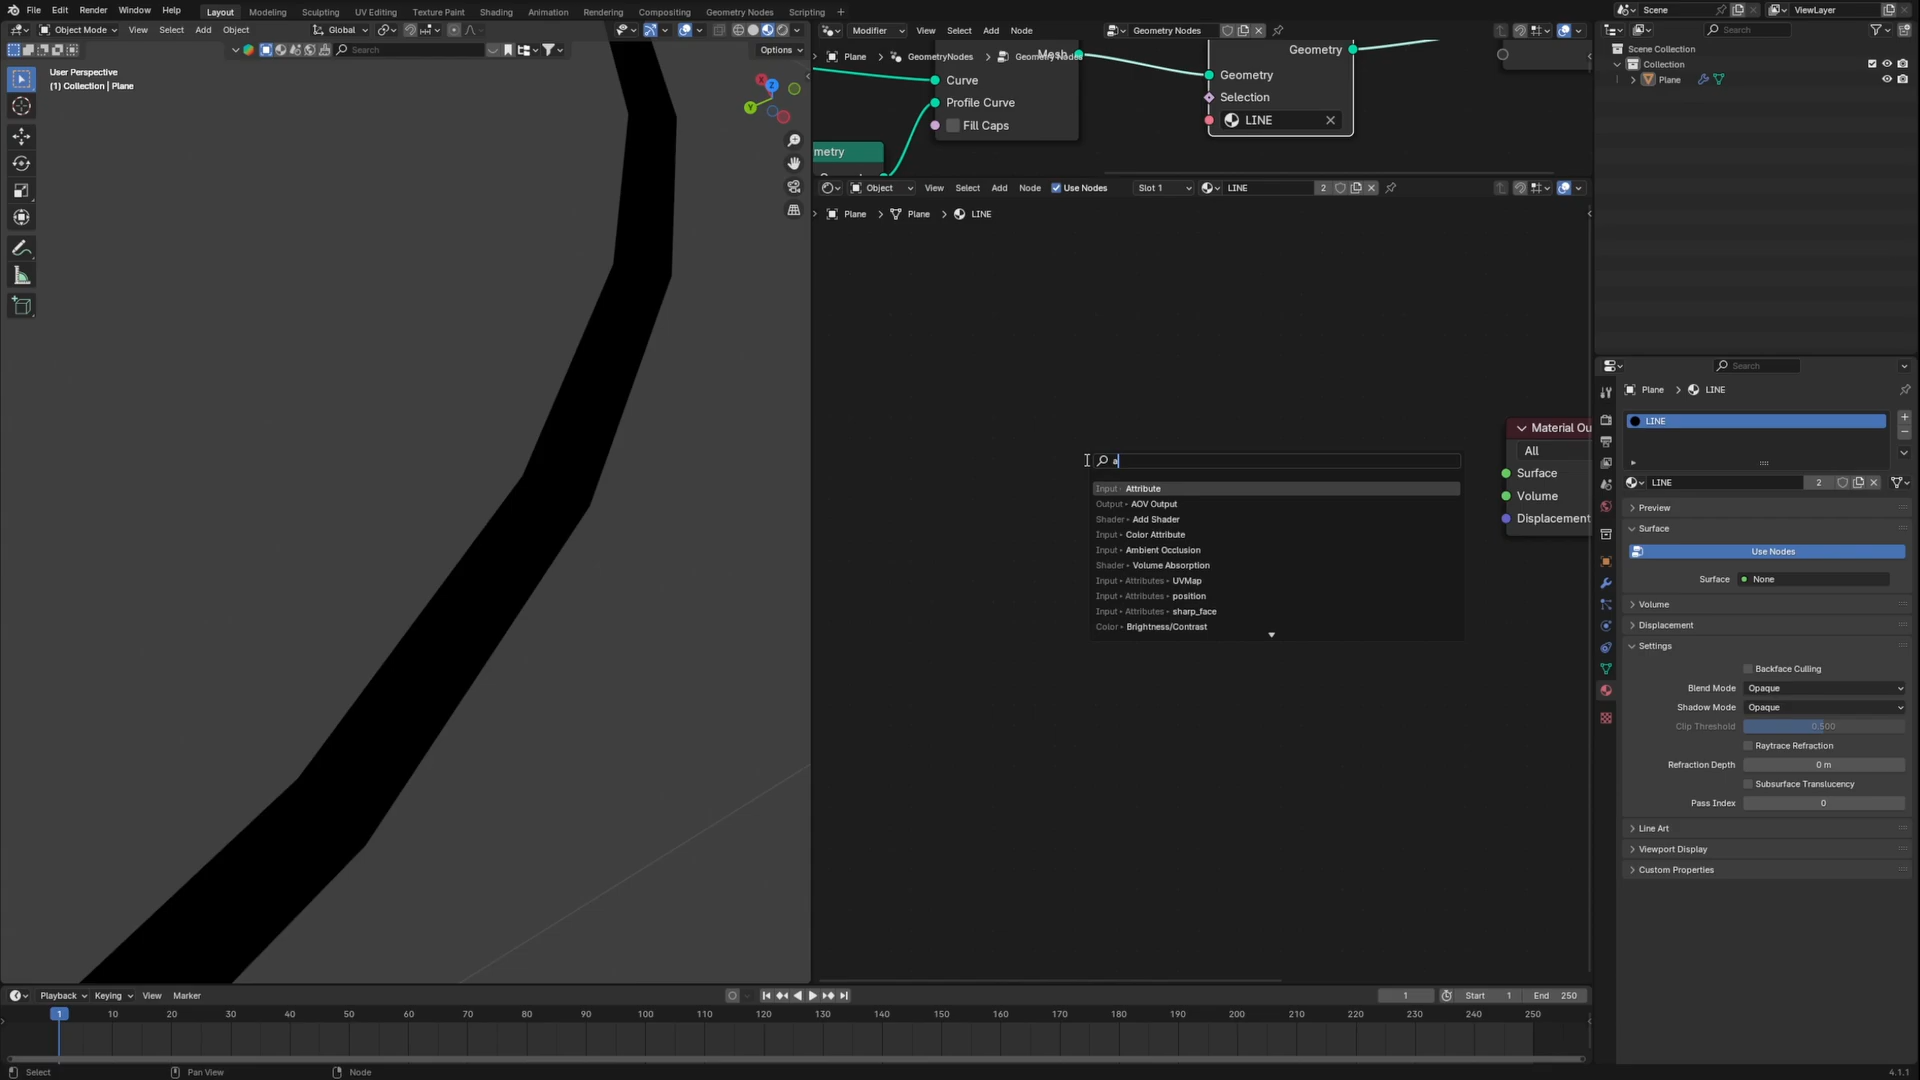 File Edit Render Window Help Layout Modeling Sculpting UV Editing Texture Paint Shading Animation Rendering Compositing Geometry Nodes Scripting + Scene ViewLayer
Object Mode View Select Add Object Global
Search Options
User Perspective
(1) Collection | Plane
Modifier View Select Add Node Geometry Nodes
Plane GeometryNodes Geometry Nodes
Mesh
Curve
Profile Curve
Fill Caps
metry
Geometry
Geometry
Selection
LINE
Object View Select Add Node Use Nodes Slot 1 LINE 2
Plane Plane LINE
a
Input Attribute
Output AOV Output
Shader Add Shader
Input Color Attribute
Input Ambient Occlusion
Shader Volume Absorption
Input Attributes UVMap
Input Attributes position
Input Attributes sharp_face
Color Brightness/Contrast
Material Ou
All
Surface
Volume
Displacement
Search
Scene Collection
Collection
Plane
Search
Plane LINE
LINE
LINE 2
Preview
Surface
Use Nodes
Surface None
Volume
Displacement
Settings
Backface Culling
Blend Mode Opaque
Shadow Mode Opaque
Clip Threshold 0.500
Raytrace Refraction
Refraction Depth 0 m
Subsurface Translucency
Pass Index 0
Line Art
Viewport Display
Custom Properties
Playback Keying View Marker 1 Start 1 End 250
1 10 20 30 40 50 60 70 80 90 100 110 120 130 140 150 160 170 180 190 200 210 220 230 240 250
Select Pan View Node 4.1.1